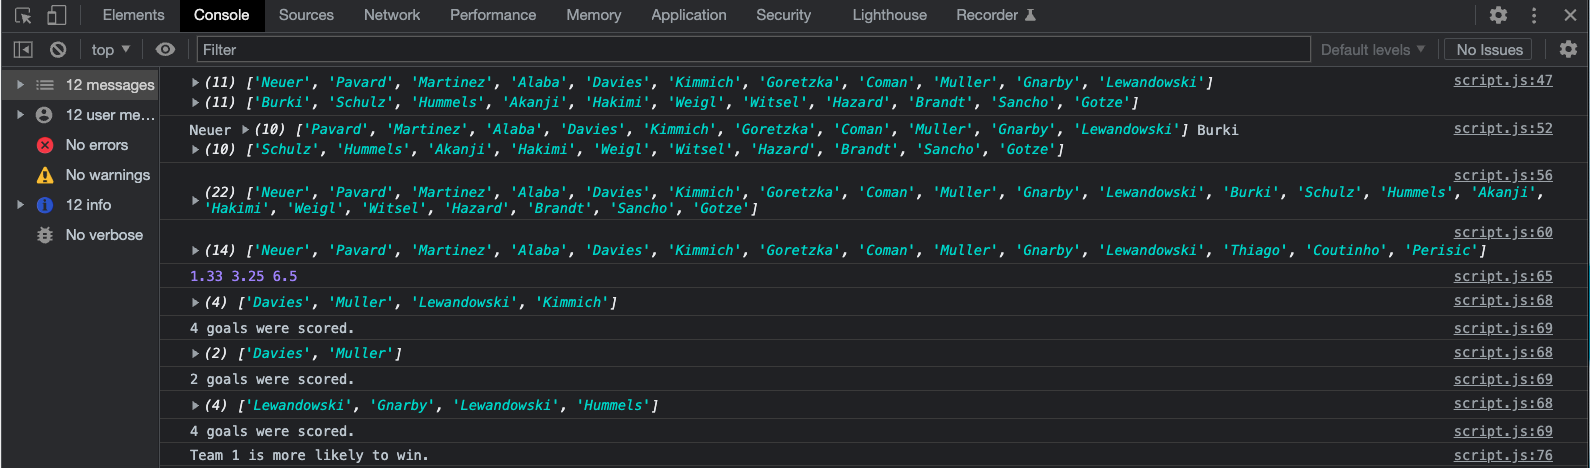 Elements Console Sources Network Performance Memory Application Security Lighthouse Recorder
top Filter Default levels No Issues
12 messages
12 user me...
No errors
No warnings
12 info
No verbose
(11) ['Neuer', 'Pavard', 'Martinez', 'Alaba', 'Davies', 'Kimmich', 'Goretzka', 'Coman', 'Muller', 'Gnarby', 'Lewandowski'] script.js:47
(11) ['Burki', 'Schulz', 'Hummels', 'Akanji', 'Hakimi', 'Weigl', 'Witsel', 'Hazard', 'Brandt', 'Sancho', 'Gotze']
Neuer (10) ['Pavard', 'Martinez', 'Alaba', 'Davies', 'Kimmich', 'Goretzka', 'Coman', 'Muller', 'Gnarby', 'Lewandowski'] Burki script.js:52
(10) ['Schulz', 'Hummels', 'Akanji', 'Hakimi', 'Weigl', 'Witsel', 'Hazard', 'Brandt', 'Sancho', 'Gotze']
script.js:56
(22) ['Neuer', 'Pavard', 'Martinez', 'Alaba', 'Davies', 'Kimmich', 'Goretzka', 'Coman', 'Muller', 'Gnarby', 'Lewandowski', 'Burki', 'Schulz', 'Hummels', 'Akanji',
'Hakimi', 'Weigl', 'Witsel', 'Hazard', 'Brandt', 'Sancho', 'Gotze']
script.js:60
(14) ['Neuer', 'Pavard', 'Martinez', 'Alaba', 'Davies', 'Kimmich', 'Goretzka', 'Coman', 'Muller', 'Gnarby', 'Lewandowski', 'Thiago', 'Coutinho', 'Perisic']
1.33 3.25 6.5 script.js:65
(4) ['Davies', 'Muller', 'Lewandowski', 'Kimmich'] script.js:68
4 goals were scored. script.js:69
(2) ['Davies', 'Muller'] script.js:68
2 goals were scored. script.js:69
(4) ['Lewandowski', 'Gnarby', 'Lewandowski', 'Hummels'] script.js:68
4 goals were scored. script.js:69
Team 1 is more likely to win. script.js:76